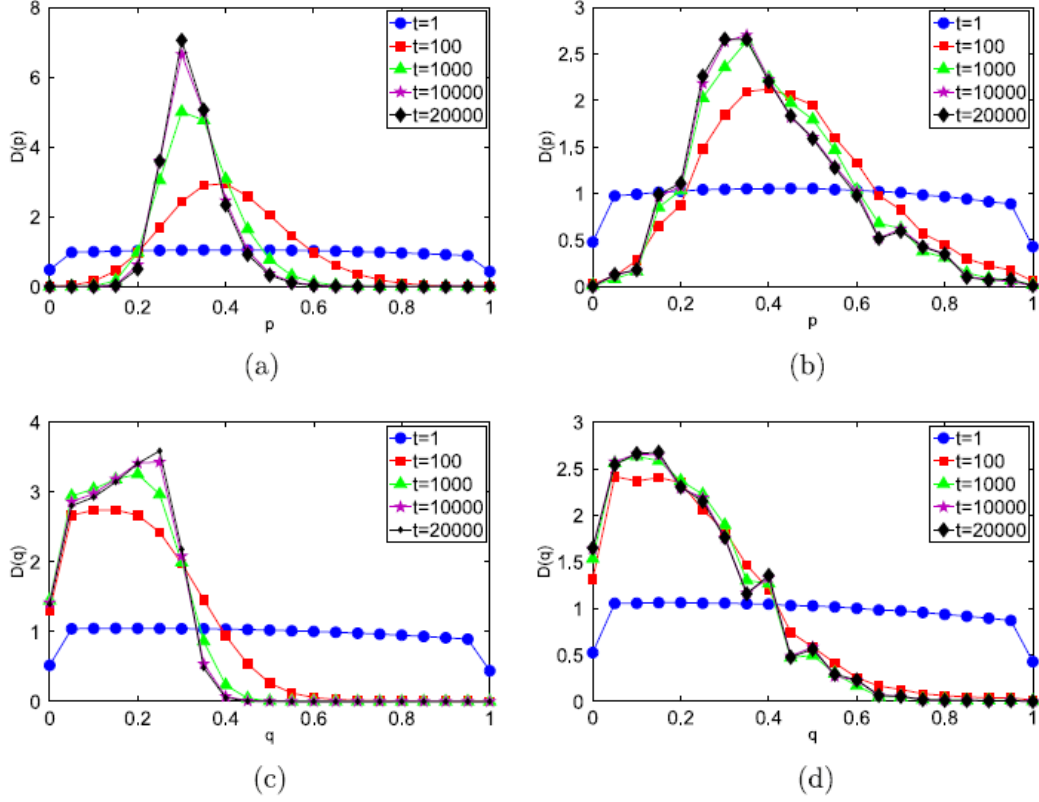 8
6
4
2
0
D(p)
0 0.2 0.4 0.6 0.8 1
p
t=1
t=100
t=1000
t=10000
t=20000
(a)
3
2.5
2
1.5
1
0.5
0
D(p)
0 0.2 0.4 0.6 0.8 1
p
t=1
t=100
t=1000
t=10000
t=20000
(b)
4
3
2
1
0
D(q)
0 0.2 0.4 0.6 0.8 1
q
t=1
t=100
t=1000
t=10000
t=20000
(c)
3
2.5
2
1.5
1
0.5
0
D(q)
0 0.2 0.4 0.6 0.8 1
q
t=1
t=100
t=1000
t=10000
t=20000
(d)